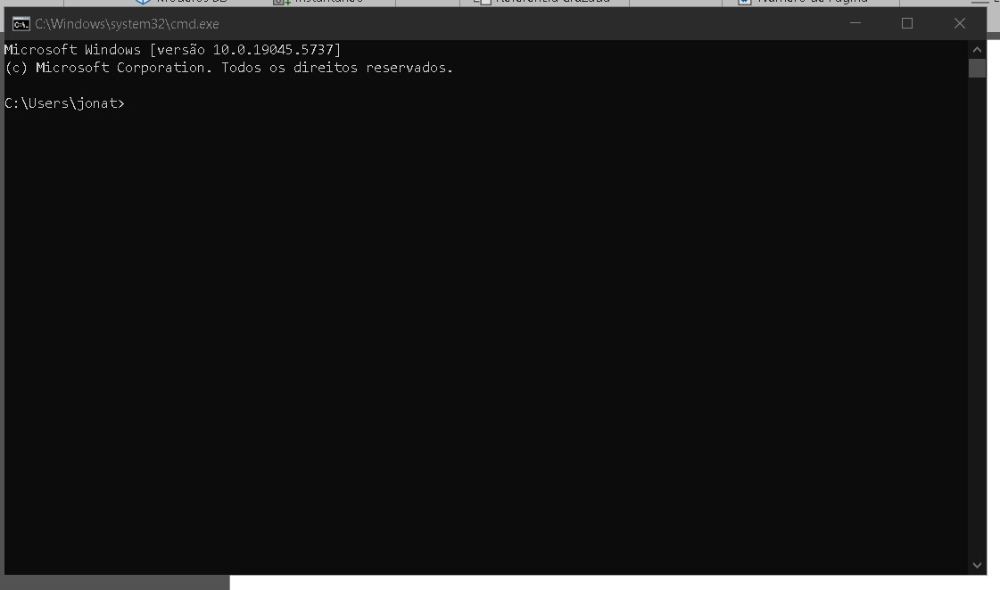 C:\Windows\system32\cmd.exe
Microsoft Windows [versão 10.0.19045.5737]
(c) Microsoft Corporation. Todos os direitos reservados.
C:\Users\jonat>